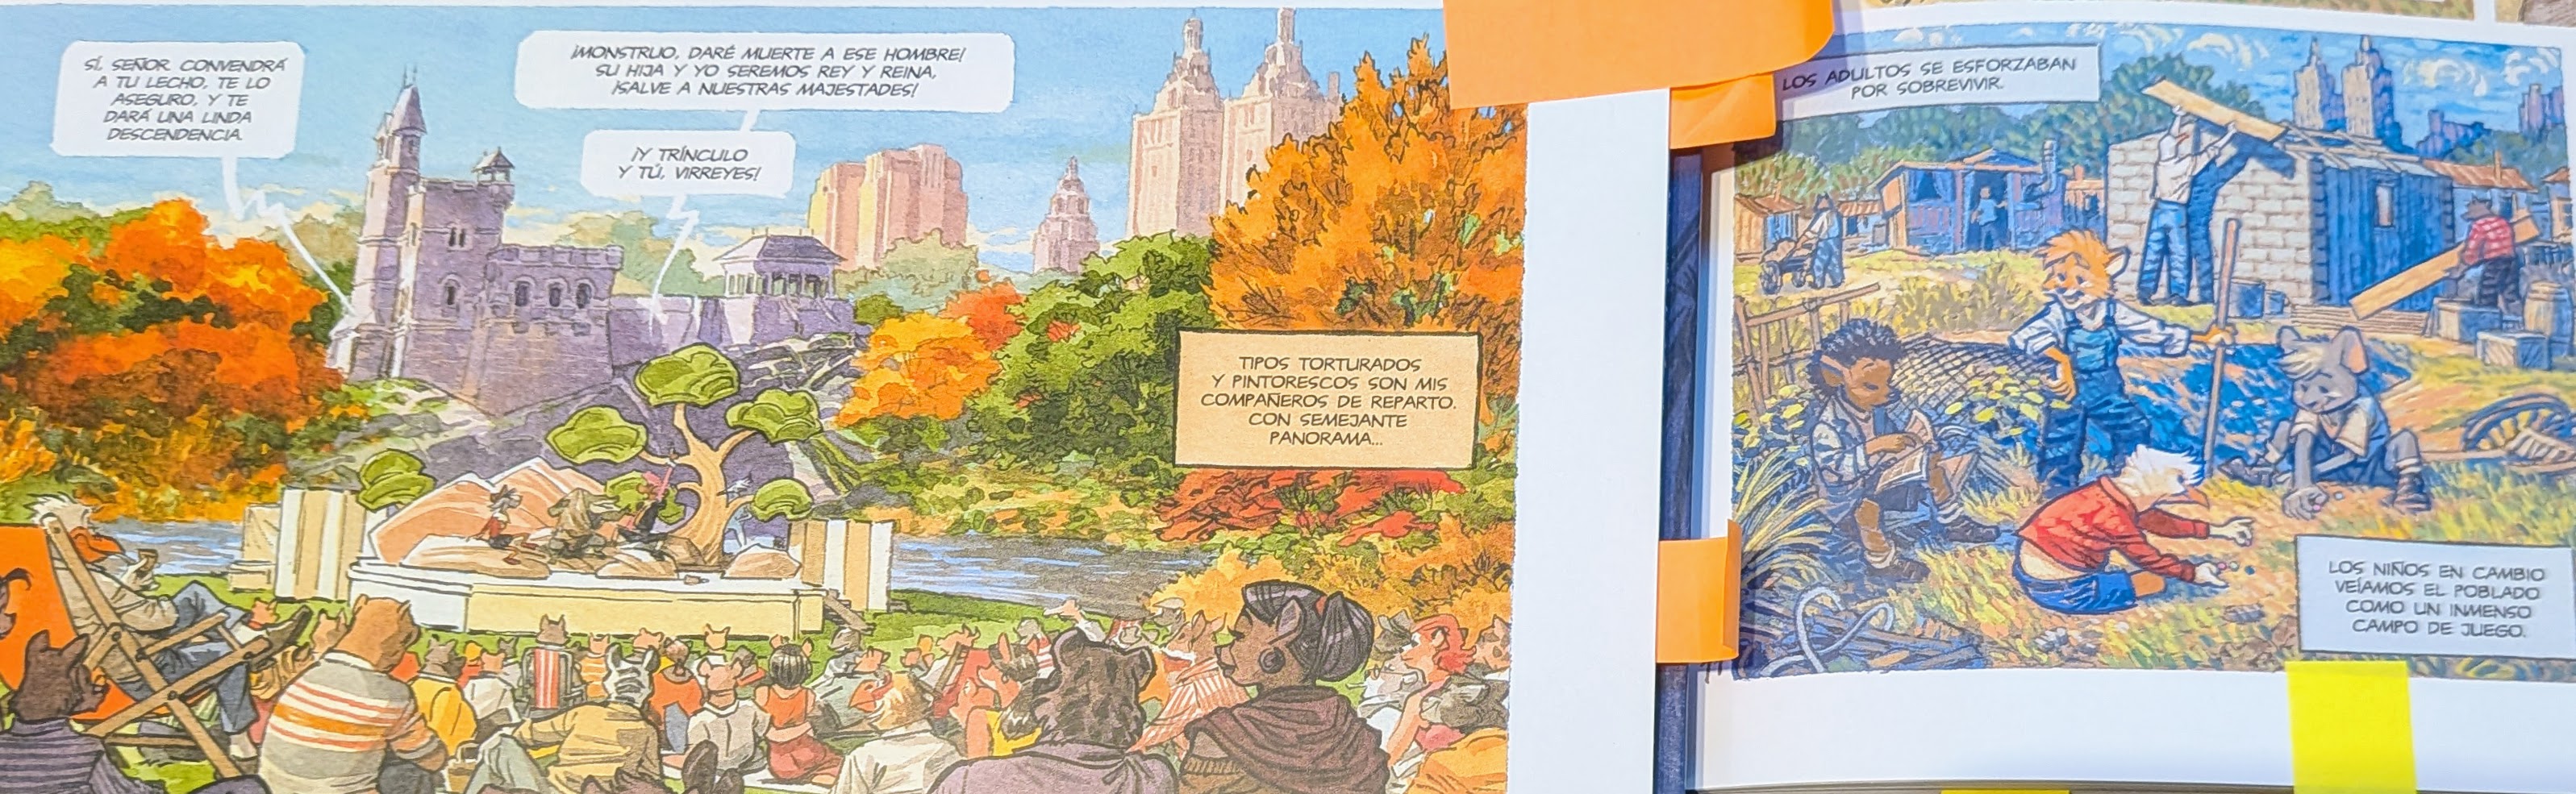 SÍ, SEÑOR CONVENDRÁ
A TU LECHO, TE LO
ASEGURO, Y TE
DARÁ UNA LINDA
DESCENDENCIA.
¡MONSTRUO, DARÉ MUERTE A ESE HOMBRE!
SU HIJA Y YO SEREMOS REY Y REINA,
¡SALVE A NUESTRAS MAJESTADES!
¡Y TRÍNCULO
Y TÚ, VIRREYES!
TIPOS TORTURADOS
Y PINTORESCOS SON MIS
COMPAÑEROS DE REPARTO.
CON SEMEJANTE
PANORAMA...
LOS ADULTOS SE ESFORZABAN
POR SOBREVIVIR.
LOS NIÑOS EN CAMBIO
VEÍAMOS EL POBLADO
COMO UN INMENSO
CAMPO DE JUEGO.